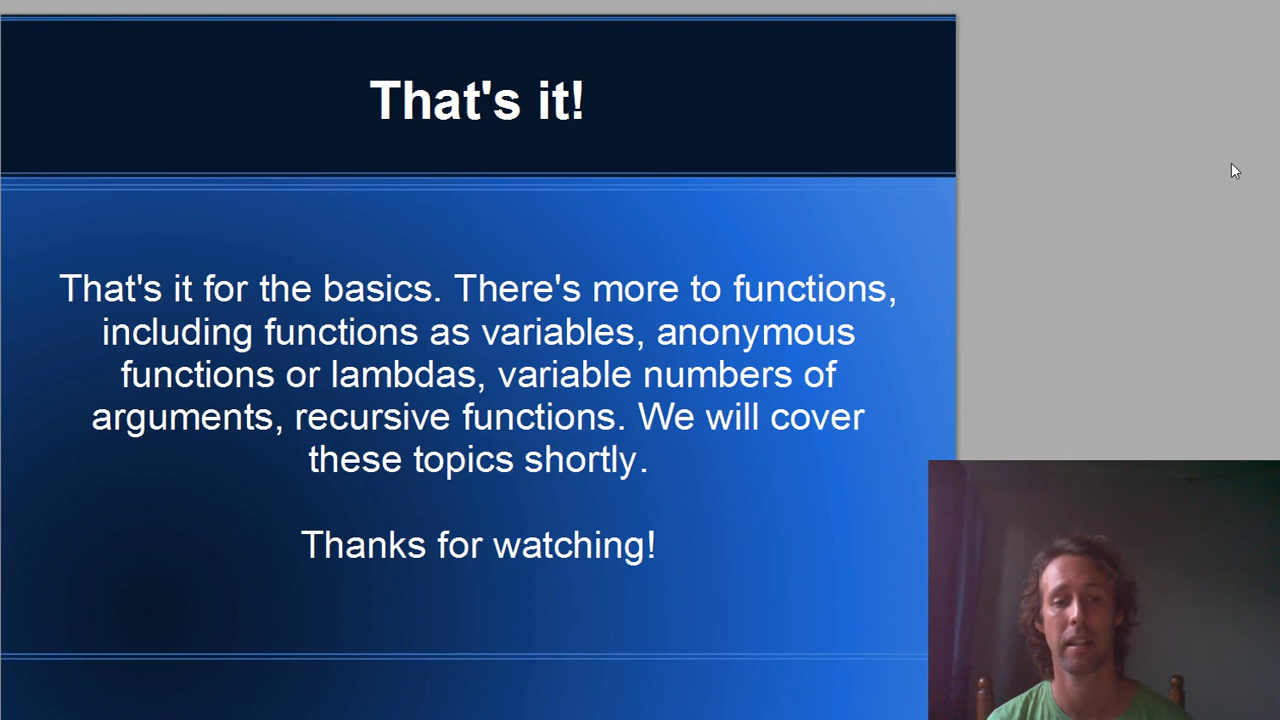 That's it!
That's it for the basics. There's more to functions,
including functions as variables, anonymous
functions or lambdas, variable numbers of
arguments, recursive functions. We will cover
these topics shortly.
Thanks for watching!